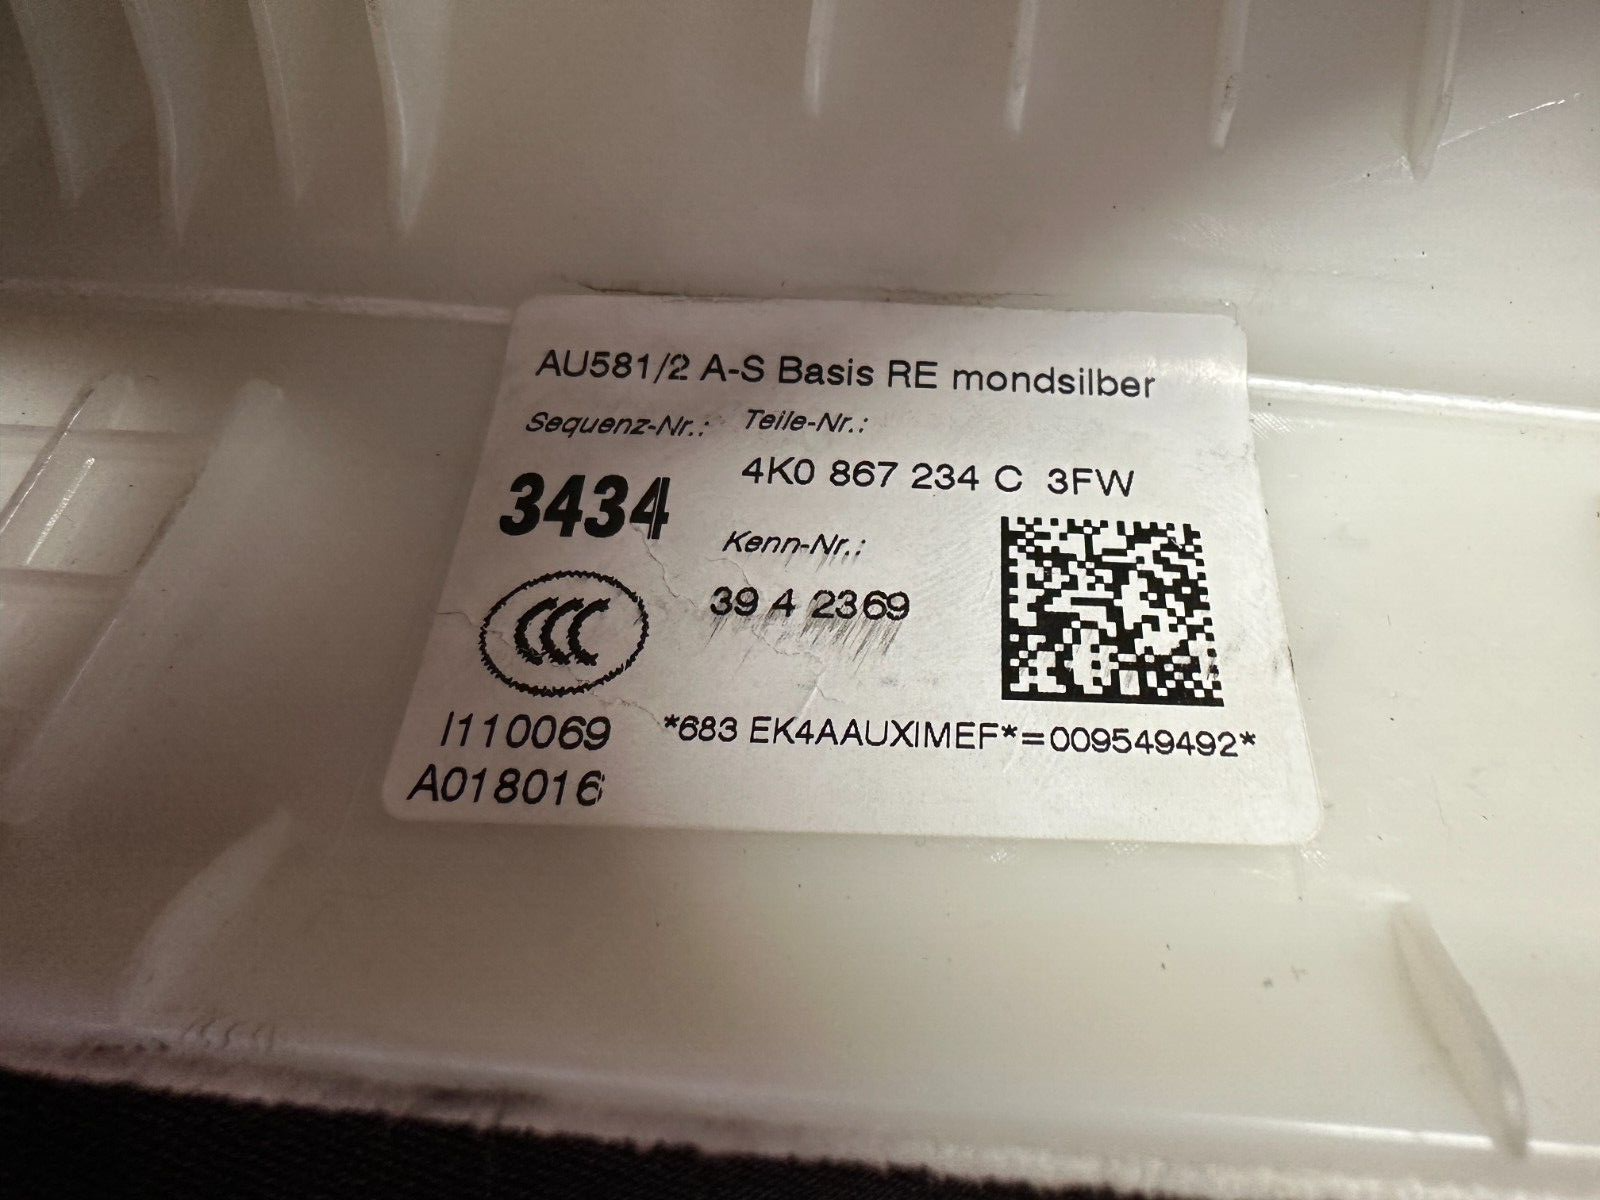 AU581/2 A-S Basis RE mondsilber
Sequenz-Nr.: Teile-Nr.:
4K0 867 234 C 3FW
3434
Kenn-Nr.:
39 4 2369
CCC
I110069
*683 EK4AAUXIMEF*=009549492*
A018016